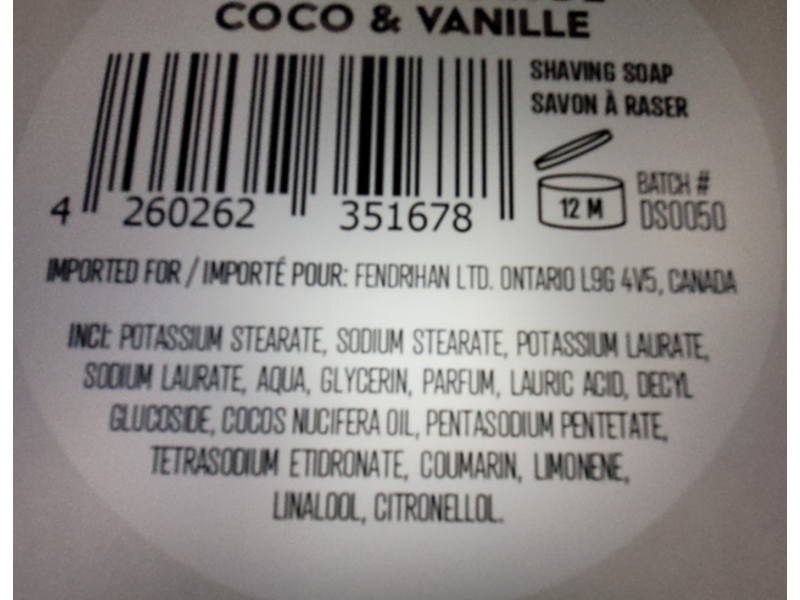 COCO & VANILLE
SHAVING SOAP
SAVON À RASER
12 M
BATCH #
DS0050
4 260262 351678
IMPORTED FOR / IMPORTÉ POUR: FENDRIHAN LTD. ONTARIO L9G 4V5, CANADA
INCI: POTASSIUM STEARATE, SODIUM STEARATE, POTASSIUM LAURATE,
SODIUM LAURATE, AQUA, GLYCERIN, PARFUM, LAURIC ACID, DECYL
GLUCOSIDE, COCOS NUCIFERA OIL, PENTASODIUM PENTETATE,
TETRASODIUM ETIDRONATE, COUMARIN, LIMONENE,
LINALOOL, CITRONELLOL.